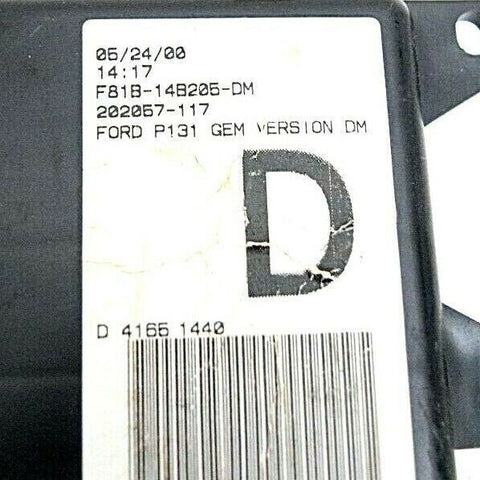 05/24/00
14:17
F81B-14B205-DM
202057-117
FORD P131 GEM VERSION DM
D
D 4165 1440